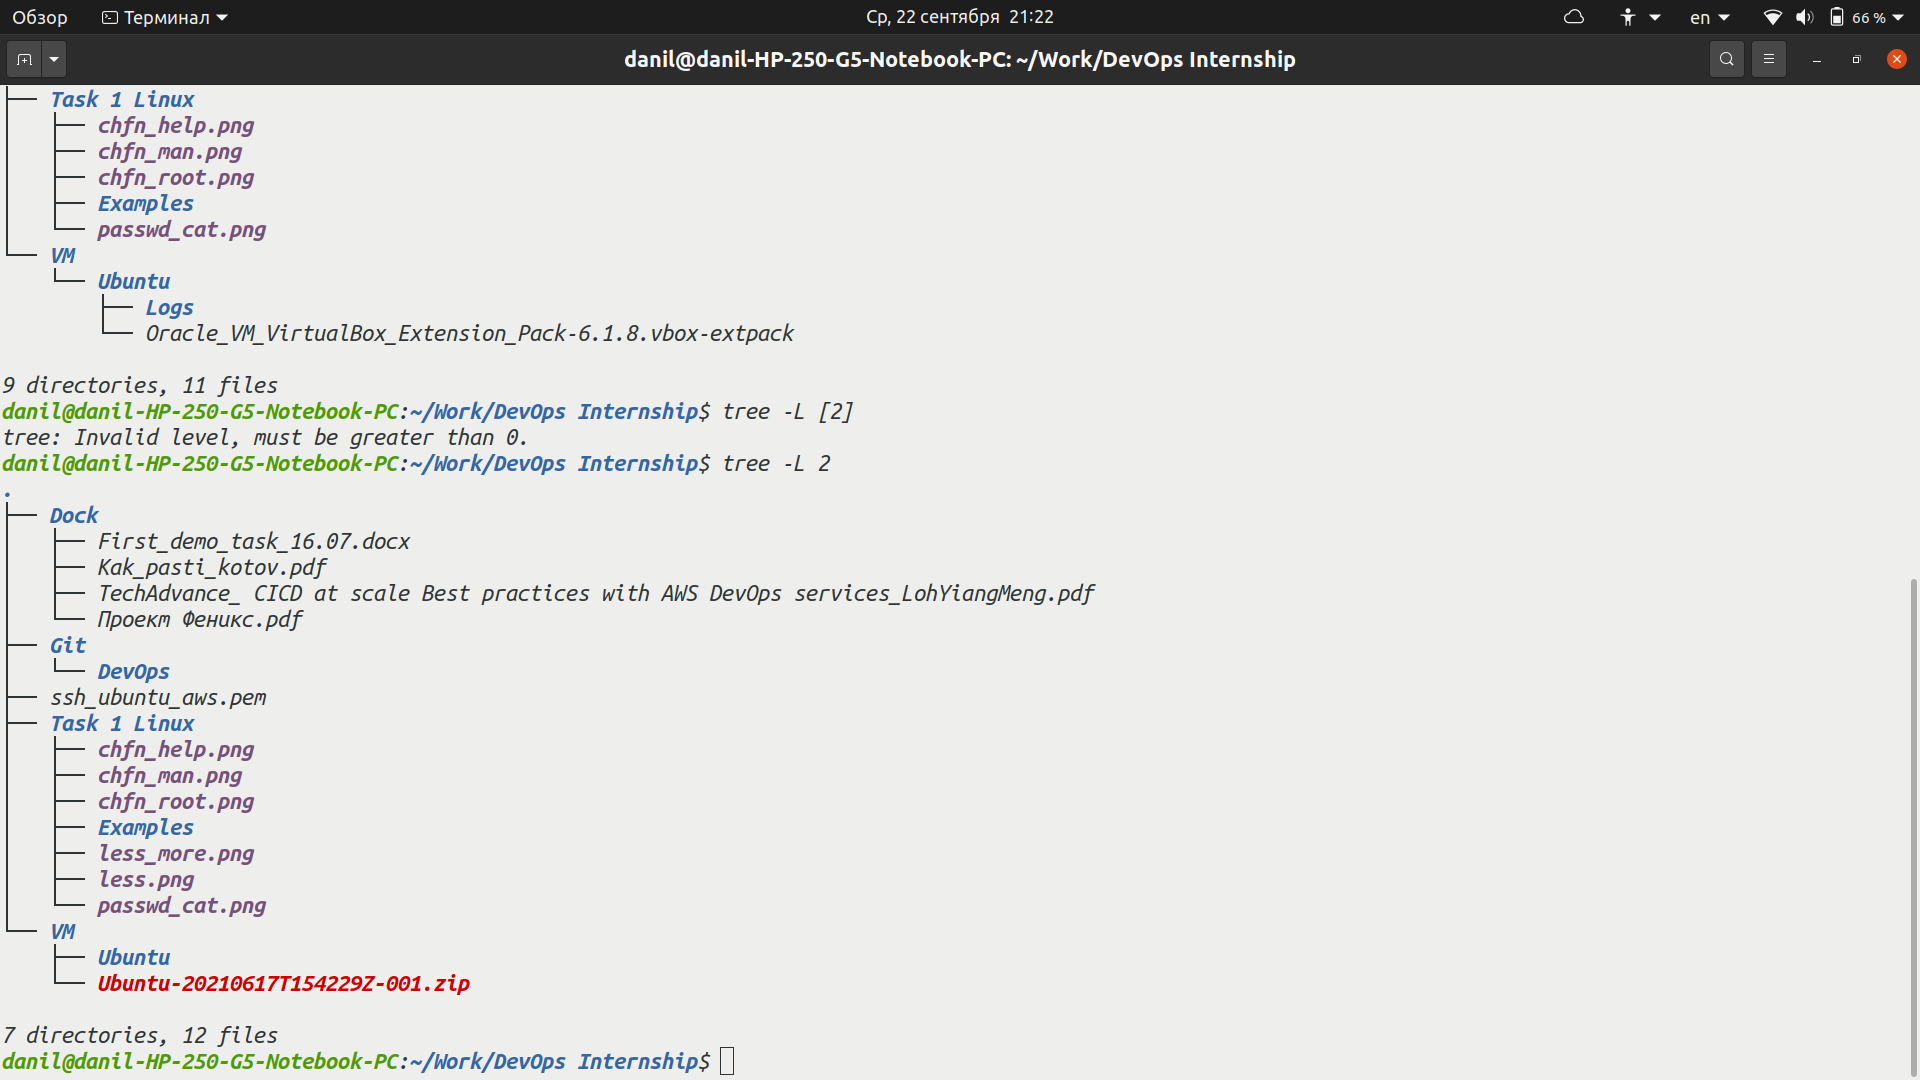 Обзор Терминал Ср, 22 сентября 21:22 en 66 %
danil@danil-HP-250-G5-Notebook-PC: ~/Work/DevOps Internship
├── Task 1 Linux
│   ├── chfn_help.png
│   ├── chfn_man.png
│   ├── chfn_root.png
│   ├── Examples
│   └── passwd_cat.png
└── VM
    └── Ubuntu
        ├── Logs
        └── Oracle_VM_VirtualBox_Extension_Pack-6.1.8.vbox-extpack
9 directories, 11 files
danil@danil-HP-250-G5-Notebook-PC:~/Work/DevOps Internship$ tree -L [2]
tree: Invalid level, must be greater than 0.
danil@danil-HP-250-G5-Notebook-PC:~/Work/DevOps Internship$ tree -L 2
.
├── Dock
│   ├── First_demo_task_16.07.docx
│   ├── Kak_pasti_kotov.pdf
│   ├── TechAdvance_ CICD at scale Best practices with AWS DevOps services_LohYiangMeng.pdf
│   └── Проект Феникс.pdf
├── Git
│   └── DevOps
├── ssh_ubuntu_aws.pem
├── Task 1 Linux
│   ├── chfn_help.png
│   ├── chfn_man.png
│   ├── chfn_root.png
│   ├── Examples
│   ├── less_more.png
│   ├── less.png
│   └── passwd_cat.png
└── VM
    ├── Ubuntu
    └── Ubuntu-20210617T154229Z-001.zip
7 directories, 12 files
danil@danil-HP-250-G5-Notebook-PC:~/Work/DevOps Internship$